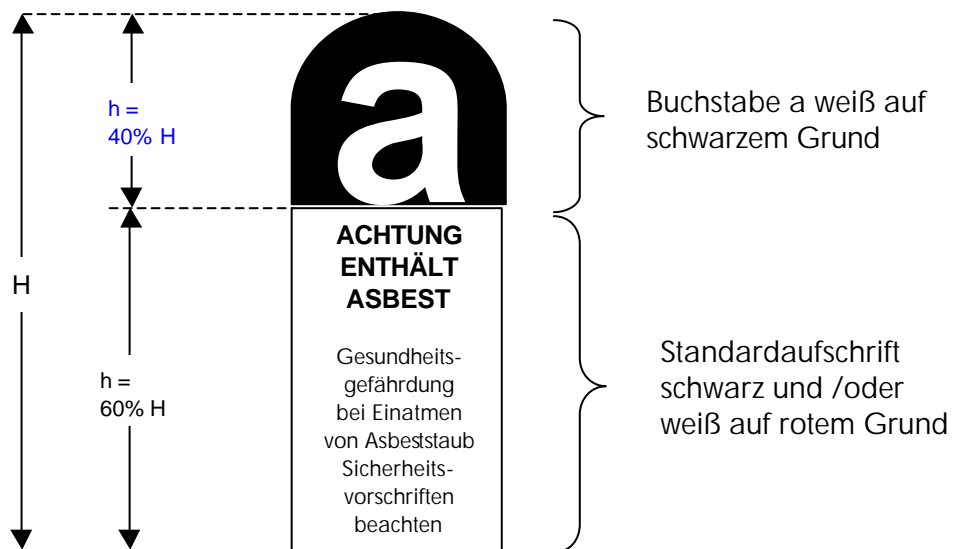 h =
40% H
H
h =
60% H
a
ACHTUNG
ENTHÄLT
ASBEST
Gesundheits-
gefährdung
bei Einatmen
von Asbeststaub
Sicherheits-
vorschriften
beachten
Buchstabe a weiß auf
schwarzem Grund
Standardaufschrift
schwarz und /oder
weiß auf rotem Grund